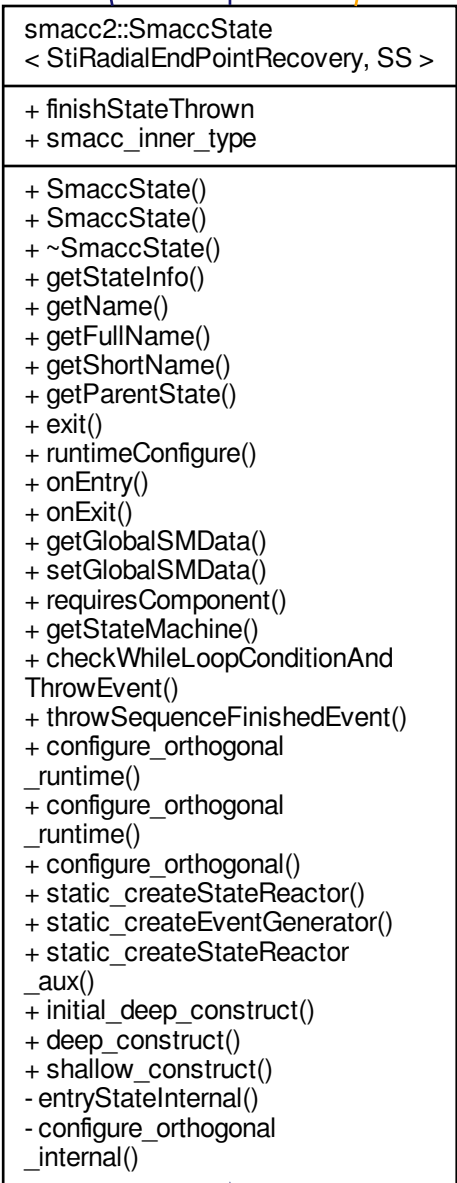 smacc2::SmaccState
< StiRadialEndPointRecovery, SS >
+ finishStateThrown
+ smacc_inner_type
+ SmaccState()
+ SmaccState()
+ ~SmaccState()
+ getStateInfo()
+ getName()
+ getFullName()
+ getShortName()
+ getParentState()
+ exit()
+ runtimeConfigure()
+ onEntry()
+ onExit()
+ getGlobalSMData()
+ setGlobalSMData()
+ requiresComponent()
+ getStateMachine()
+ checkWhileLoopConditionAnd
ThrowEvent()
+ throwSequenceFinishedEvent()
+ configure_orthogonal
_runtime()
+ configure_orthogonal
_runtime()
+ configure_orthogonal()
+ static_createStateReactor()
+ static_createEventGenerator()
+ static_createStateReactor
_aux()
+ initial_deep_construct()
+ deep_construct()
+ shallow_construct()
- entryStateInternal()
- configure_orthogonal
_internal()